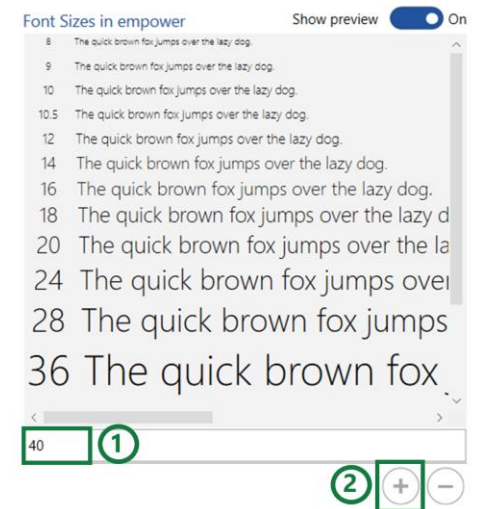 Font Sizes in empower Show preview On
8 The quick brown fox jumps over the lazy dog.
9 The quick brown fox jumps over the lazy dog.
10 The quick brown fox jumps over the lazy dog.
10.5 The quick brown fox jumps over the lazy dog.
12 The quick brown fox jumps over the lazy dog.
14 The quick brown fox jumps over the lazy dog.
16 The quick brown fox jumps over the lazy dog.
18 The quick brown fox jumps over the lazy d
20 The quick brown fox jumps over the la
24 The quick brown fox jumps over
28 The quick brown fox jumps
36 The quick brown fox
40 1
2 + −